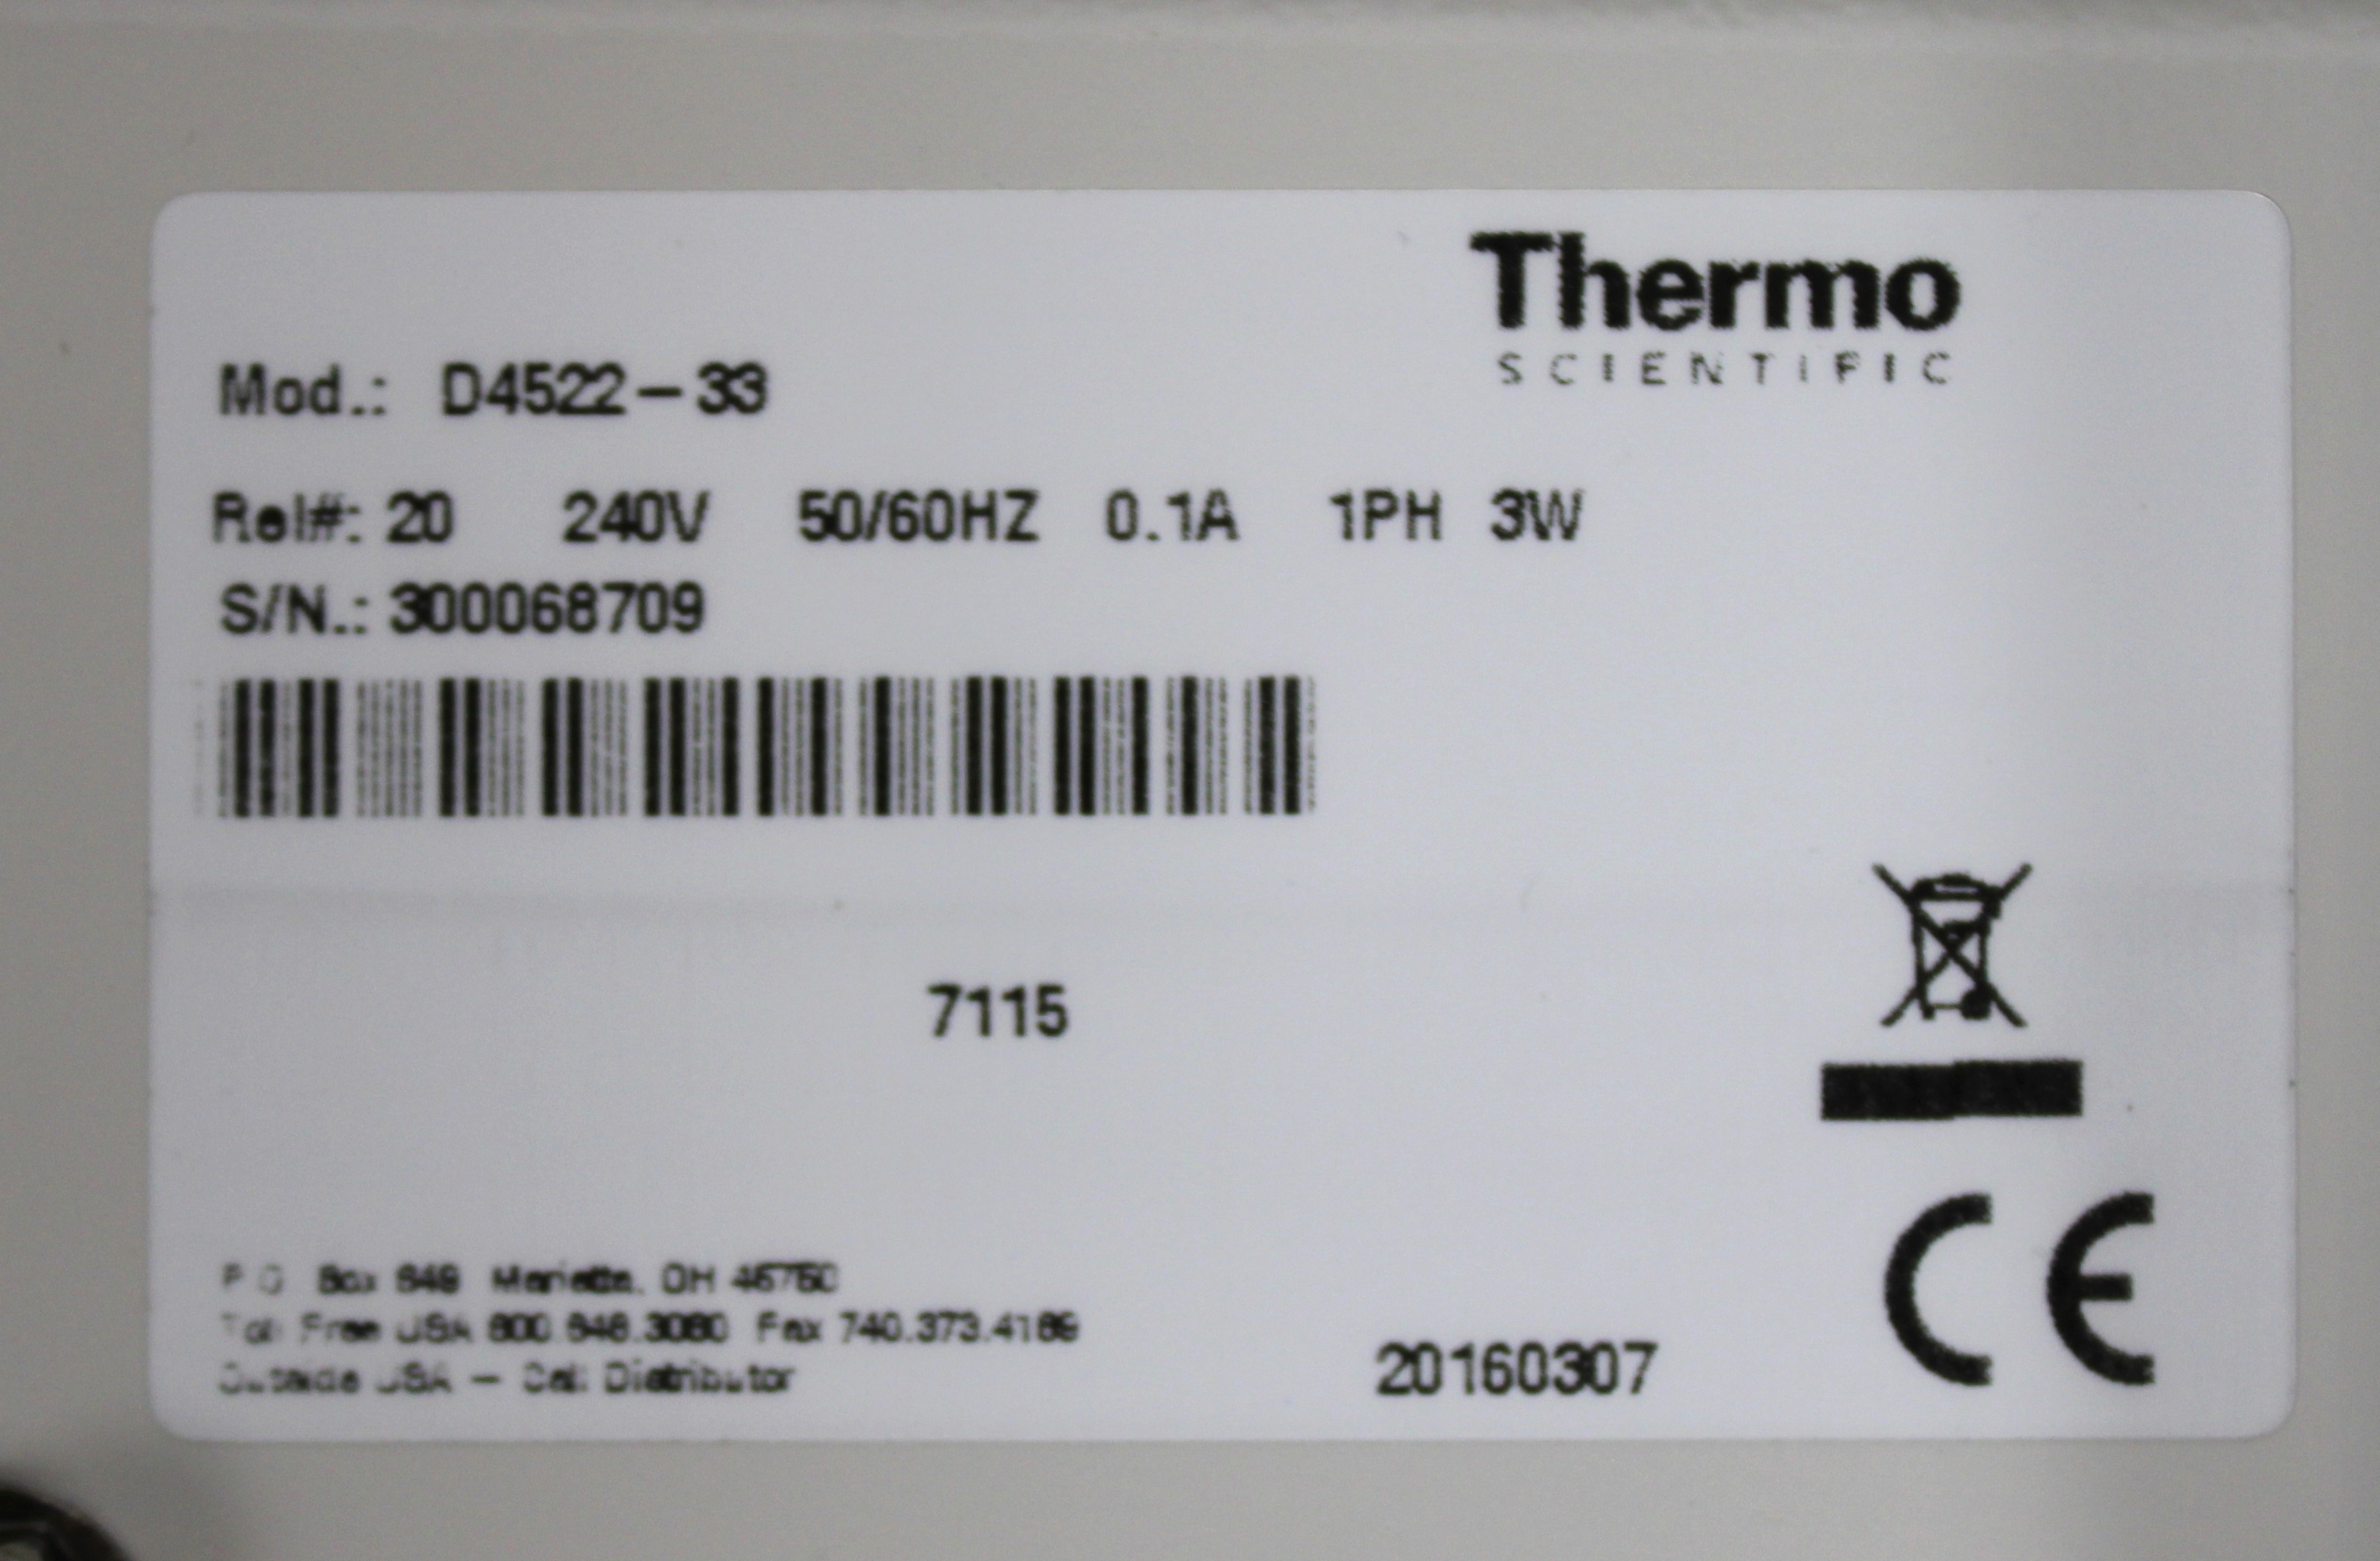 Thermo
SCIENTIFIC
Mod.: D4522-33
Rel#: 20 240V 50/60HZ 0.1A 1PH 3W
S/N.: 300068709
7115
P.O. Box 649 Marietta, OH 45750
Toll Free USA 800.848.3080 Fax 740.373.4189
Outside USA - Call Distributor
20160307
CE